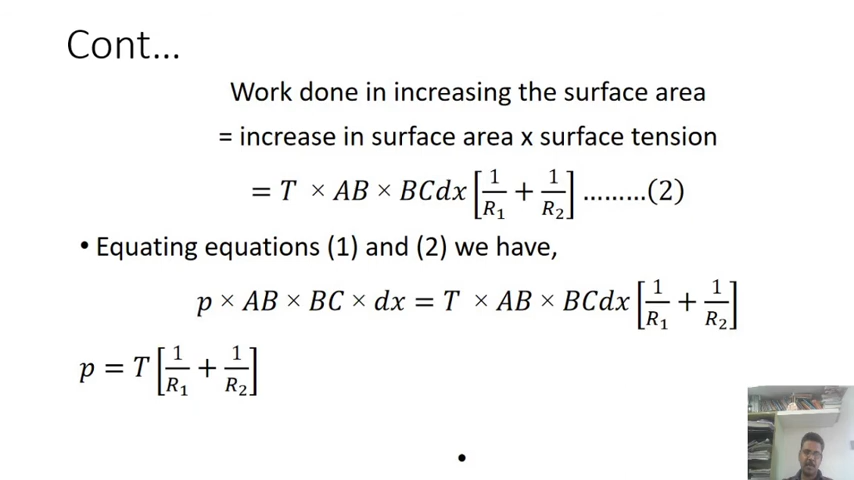 Cont...
Work done in increasing the surface area
= increase in surface area x surface tension
= T × AB × BCdx [1/R₁ + 1/R₂] .........(2)
• Equating equations (1) and (2) we have,
p × AB × BC × dx = T × AB × BCdx [1/R₁ + 1/R₂]
p = T [1/R₁ + 1/R₂]
•